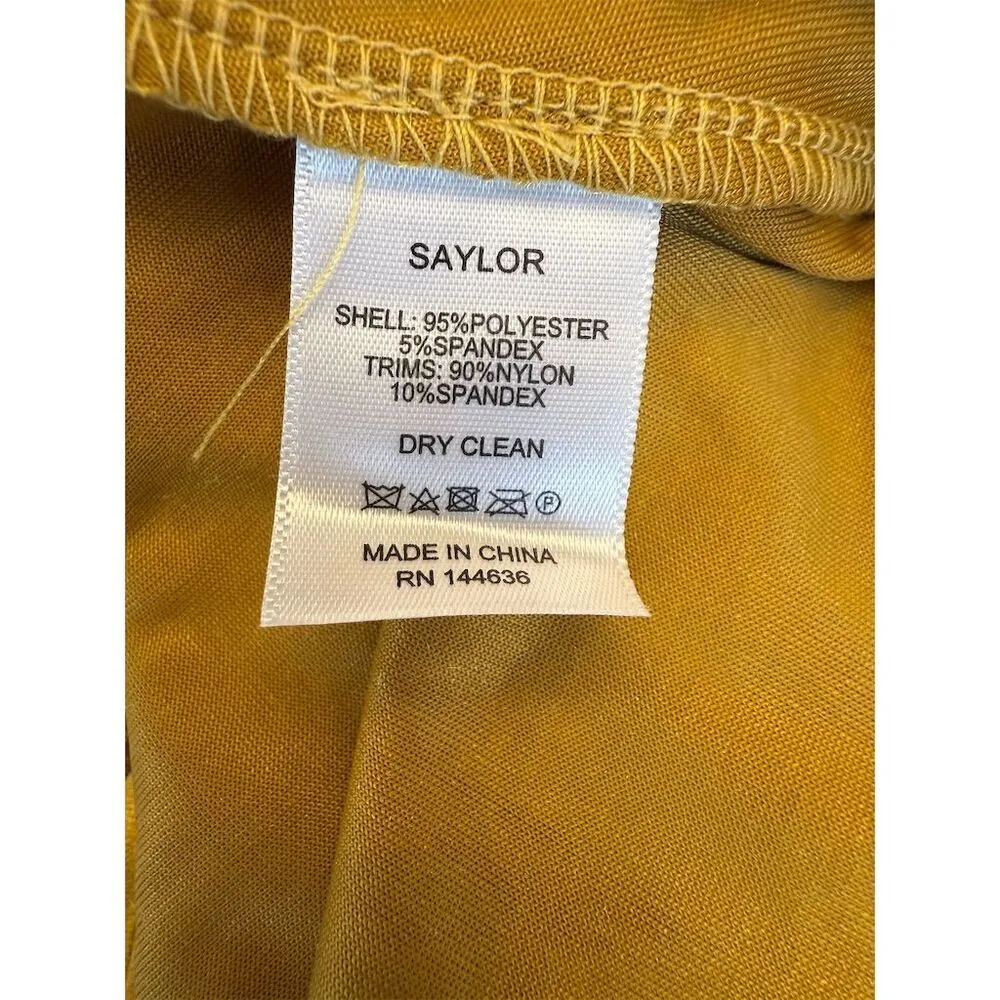 SAYLOR
SHELL: 95%POLYESTER
5%SPANDEX
TRIMS: 90%NYLON
10%SPANDEX
DRY CLEAN
P
MADE IN CHINA
RN 144636